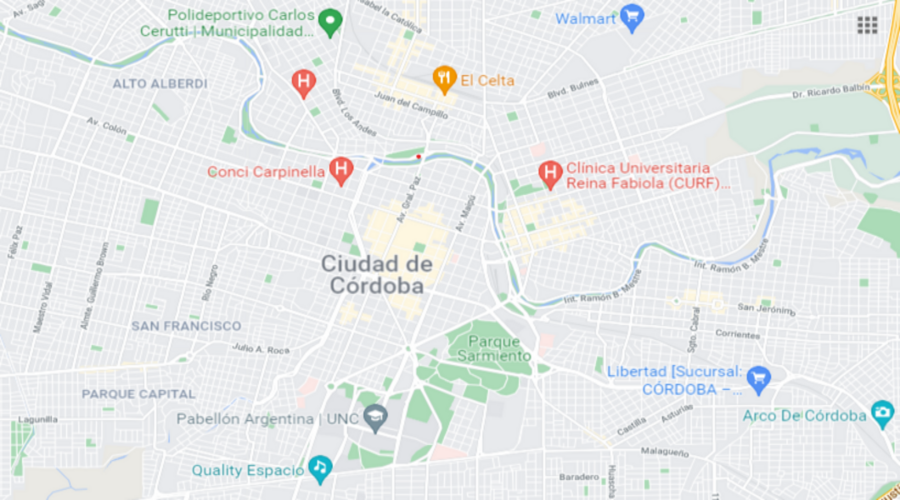 Av. Sag
Polideportivo Carlos
Cerutti - Municipalidad...
Isabel la Católica
Walmart
ALTO ALBERDI
H
El Celta
Juan del Campillo
Blvd. Los Andes
Blvd. Bulnes
Dr. Ricardo Balbín
Av. Colón
Conci Carpinella
H
H
Clínica Universitaria
Reina Fabiola (CURF)...
Av. Gral. Paz
Av. Maipú
Félix Paz
Ciudad de
Córdoba
Int. Ramón B. Mestre
Maestro Vidal
Almte. Guillermo Brown
Río Negro
Int. Ramón B. Mestre
San Jerónimo
SAN FRANCISCO
Sgto. Cabral
Corrientes
Julio A. Roca
Parque
Sarmiento
Libertad [Sucursal:
CÓRDOBA –...
PARQUE CAPITAL
Lagunilla
Pabellón Argentina | UNC
Castilla
Asturias
Arco De Córdoba
Malagueño
Quality Espacio
Baradero
Huascha